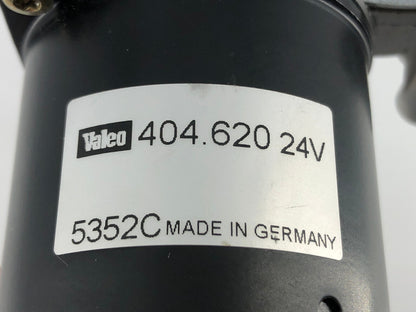 Valeo 404.620 24V
5352C MADE IN GERMANY